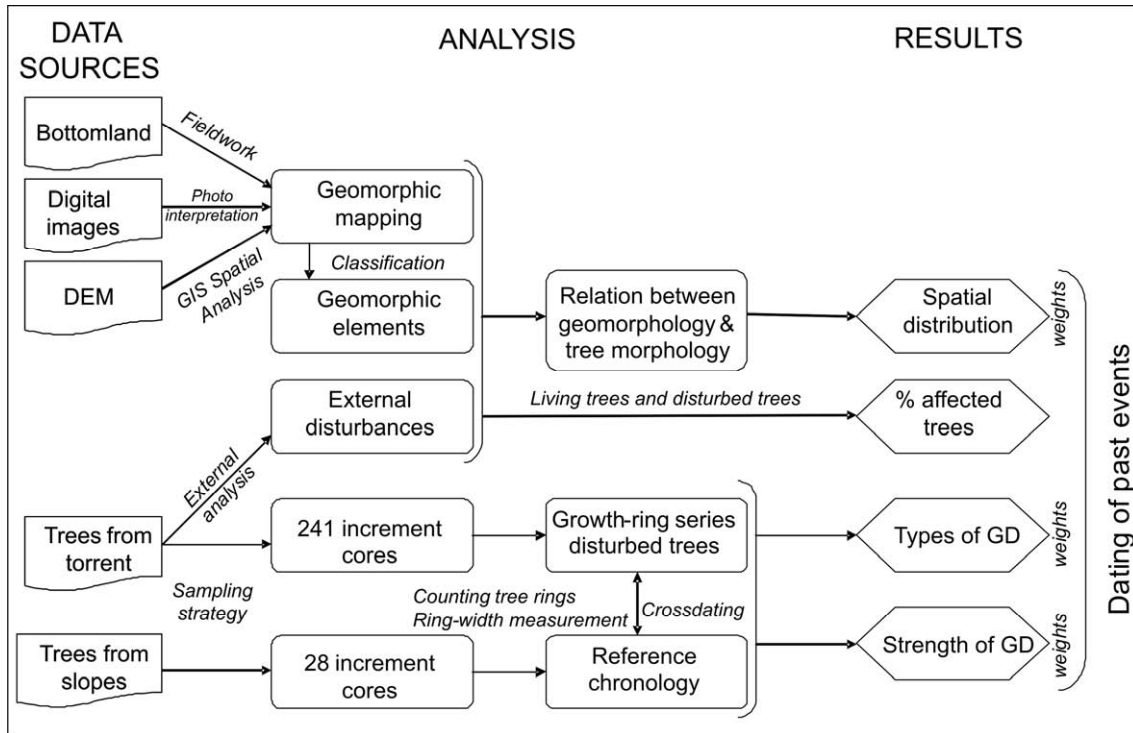 DATA
SOURCES
ANALYSIS
RESULTS
Bottomland
Fieldwork
Digital
images
Photo
interpretation
DEM
GIS Spatial
Analysis
Geomorphic
mapping
Classification
Geomorphic
elements
Relation between
geomorphology &
tree morphology
Spatial
distribution
weights
External
disturbances
Living trees and disturbed trees
% affected
trees
External
analysis
Trees from
torrent
241 increment
cores
Growth-ring series
disturbed trees
Types of GD
weights
Sampling
strategy
Counting tree rings
Ring-width measurement
Crossdating
Trees from
slopes
28 increment
cores
Reference
chronology
Strength of GD
weights
Dating of past events